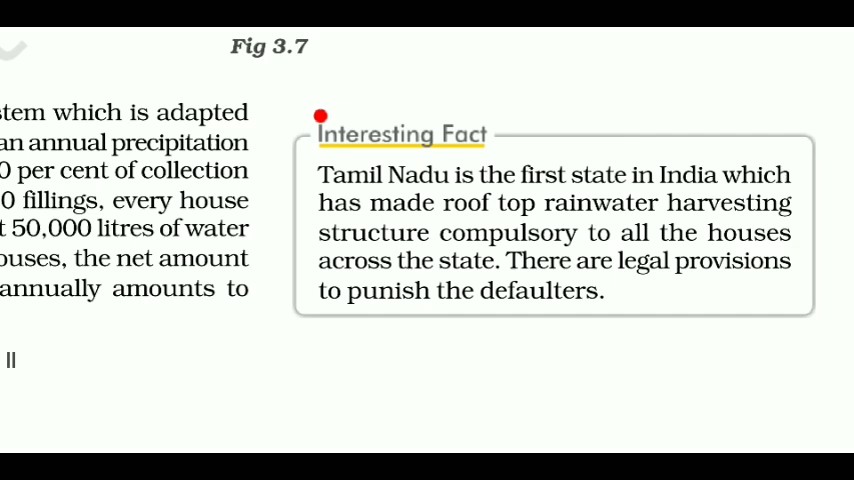 Fig 3.7
stem which is adapted
an annual precipitation
0 per cent of collection
0 fillings, every house
t 50,000 litres of water
ouses, the net amount
annually amounts to
II
Interesting Fact
Tamil Nadu is the first state in India which
has made roof top rainwater harvesting
structure compulsory to all the houses
across the state. There are legal provisions
to punish the defaulters.